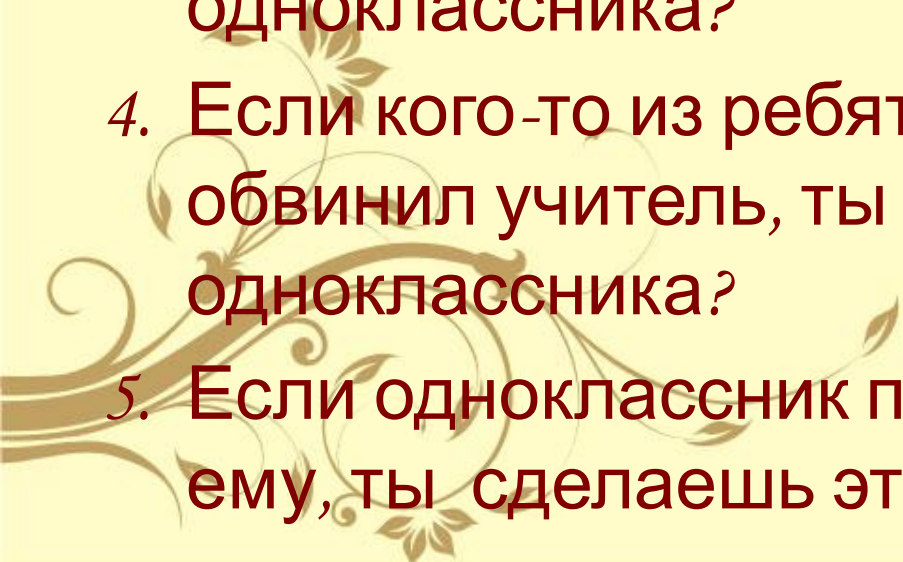 одноклассника?
4. Если кого-то из ребят
обвинил учитель, ты
одноклассника?
5. Если одноклассник п
ему, ты сделаешь эт